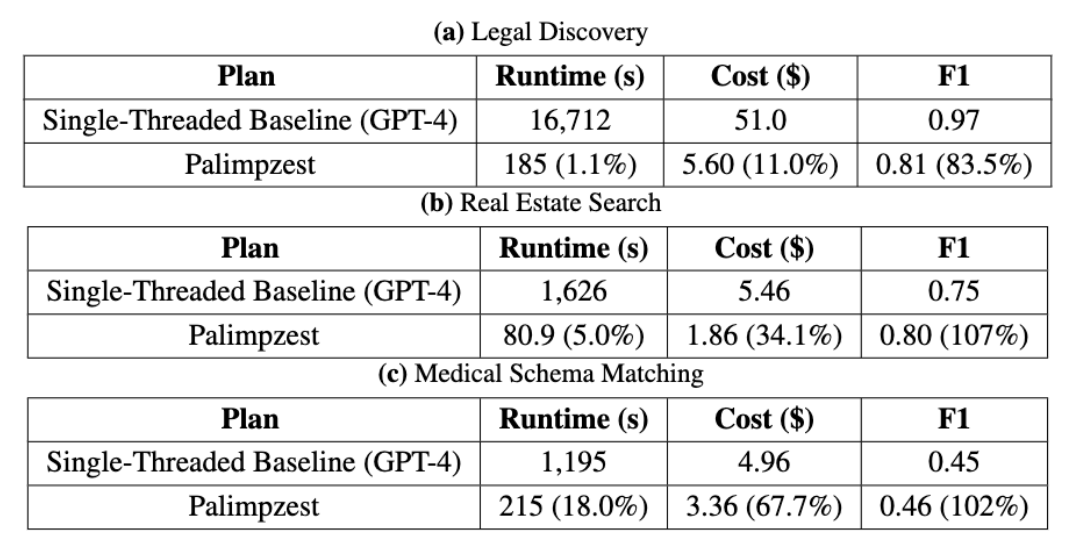 (a) Legal Discovery
Plan Runtime (s) Cost ($) F1
Single-Threaded Baseline (GPT-4) 16,712 51.0 0.97
Palimpzest 185 (1.1%) 5.60 (11.0%) 0.81 (83.5%)
(b) Real Estate Search
Plan Runtime (s) Cost ($) F1
Single-Threaded Baseline (GPT-4) 1,626 5.46 0.75
Palimpzest 80.9 (5.0%) 1.86 (34.1%) 0.80 (107%)
(c) Medical Schema Matching
Plan Runtime (s) Cost ($) F1
Single-Threaded Baseline (GPT-4) 1,195 4.96 0.45
Palimpzest 215 (18.0%) 3.36 (67.7%) 0.46 (102%)